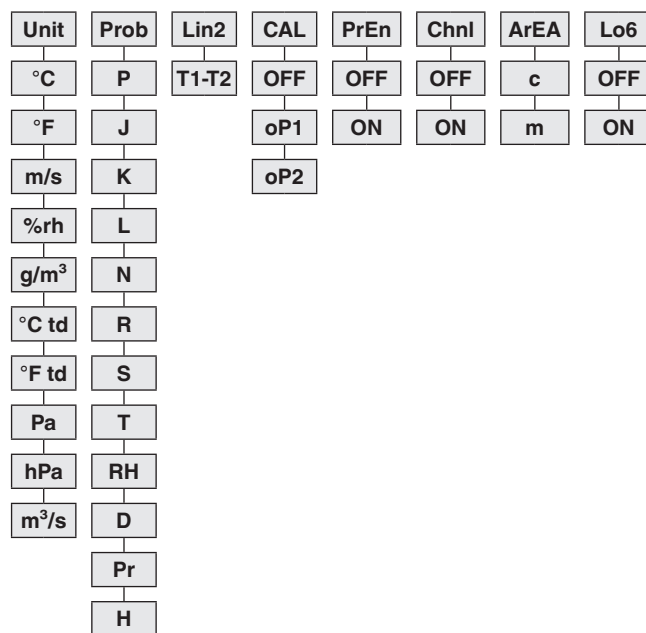 Unit Prob Lin2 CAL PrEn Chnl ArEA Lo6
°C P T1-T2 OFF OFF OFF c OFF
°F J oP1 ON ON m ON
m/s K oP2
%rh L
g/m³ N
°C td R
°F td S
Pa T
hPa RH
m³/s D
Pr
H